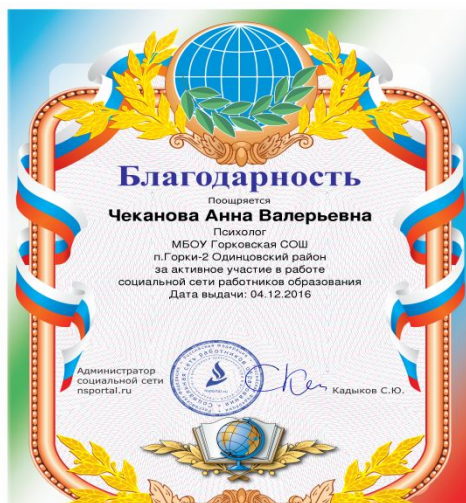 Благодарность
Поощряется
Чеканова Анна Валерьевна
Психолог
МБОУ Горковская СОШ
п.Горки-2 Одинцовский район
за активное участие в работе
социальной сети работников образования
Дата выдачи: 04.12.2016
Администратор
социальной сети
nsportal.ru
Кадыков С.Ю.